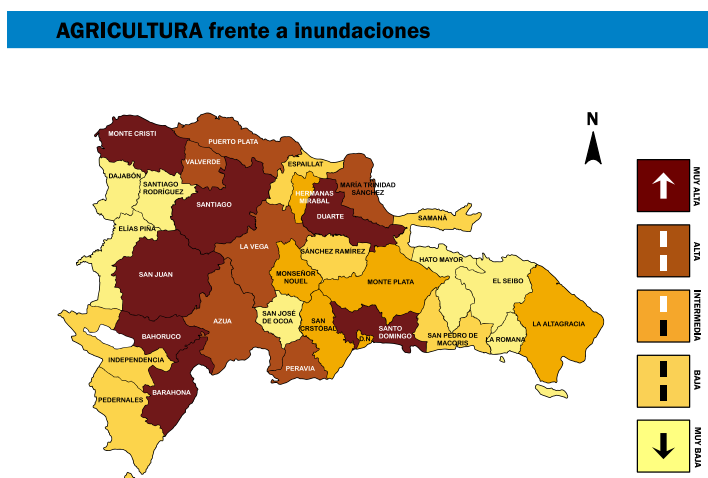 AGRICULTURA frente a inundaciones
N
MONTE CRISTI
PUERTO PLATA
VALVERDE
ESPAILLAT
DAJABÓN
SANTIAGO
RODRÍGUEZ
HERMANAS
MIRABAL
MARÍA TRINIDAD
SÁNCHEZ
SANTIAGO
DUARTE
SAMANÁ
ELÍAS PIÑA
LA VEGA
SÁNCHEZ RAMÍREZ
HATO MAYOR
SAN JUAN
MONSEÑOR
NOUEL
MONTE PLATA
EL SEIBO
AZUA
SAN JOSÉ
DE OCOA
SAN
CRSTÓBAL
D.N.
SANTO
DOMINGO
SAN PEDRO DE
MACORIS
LA ROMANA
LA ALTAGRACIA
BAHORUCO
INDEPENDENCIA
PERAVIA
BARAHONA
PEDERNALES
MUY ALTA
ALTA
INTERMEDÍA
BAJA
MUY BAJA